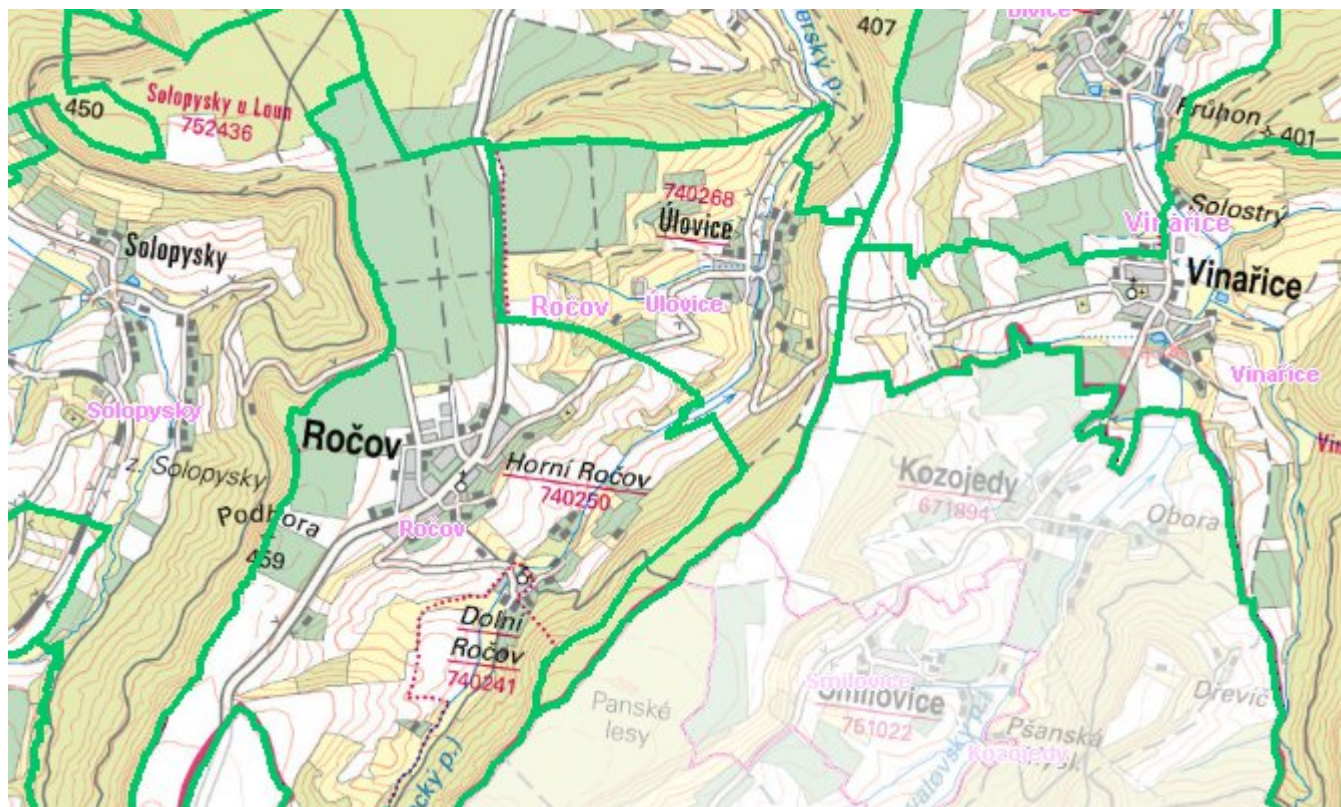 Divice
407
450
Solopysky u Loun
752436
Průhon
401
740268
Úlovice
Solostrý
Vinařice
Solopysky
Vinařice
Ročov
Úlovice
Vinařice
Solopysky
Ročov
Horní Ročov
740250
Kozojedy
671894
z. Solopysky
Podhora
Obora
Ročov
459
Dolní
Ročov
740241
Smilovice
Smilovice
751022
Panské
lesy
Dřevíč
Pšanská
Kozojedy